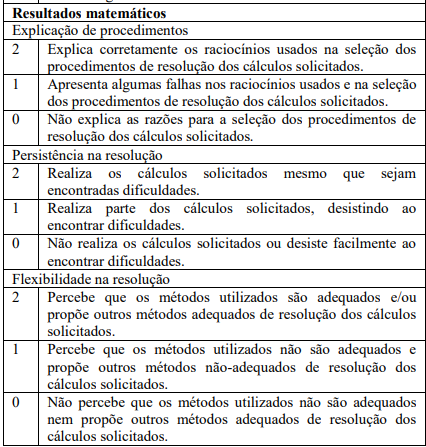 Resultados matemáticos
Explicação de procedimentos
2 Explica corretamente os raciocínios usados na seleção dos
procedimentos de resolução dos cálculos solicitados.
1 Apresenta algumas falhas nos raciocínios usados e na seleção
dos procedimentos de resolução dos cálculos solicitados.
0 Não explica as razões para a seleção dos procedimentos de
resolução dos cálculos solicitados.
Persistência na resolução
2 Realiza os cálculos solicitados mesmo que sejam
encontradas dificuldades.
1 Realiza parte dos cálculos solicitados, desistindo ao
encontrar dificuldades.
0 Não realiza os cálculos solicitados ou desiste facilmente ao
encontrar dificuldades.
Flexibilidade na resolução
2 Percebe que os métodos utilizados são adequados e/ou
propõe outros métodos adequados de resolução dos cálculos
solicitados.
1 Percebe que os métodos utilizados não são adequados e
propõe outros métodos não-adequados de resolução dos
cálculos solicitados.
0 Não percebe que os métodos utilizados não são adequados
nem propõe outros métodos adequados de resolução dos
cálculos solicitados.